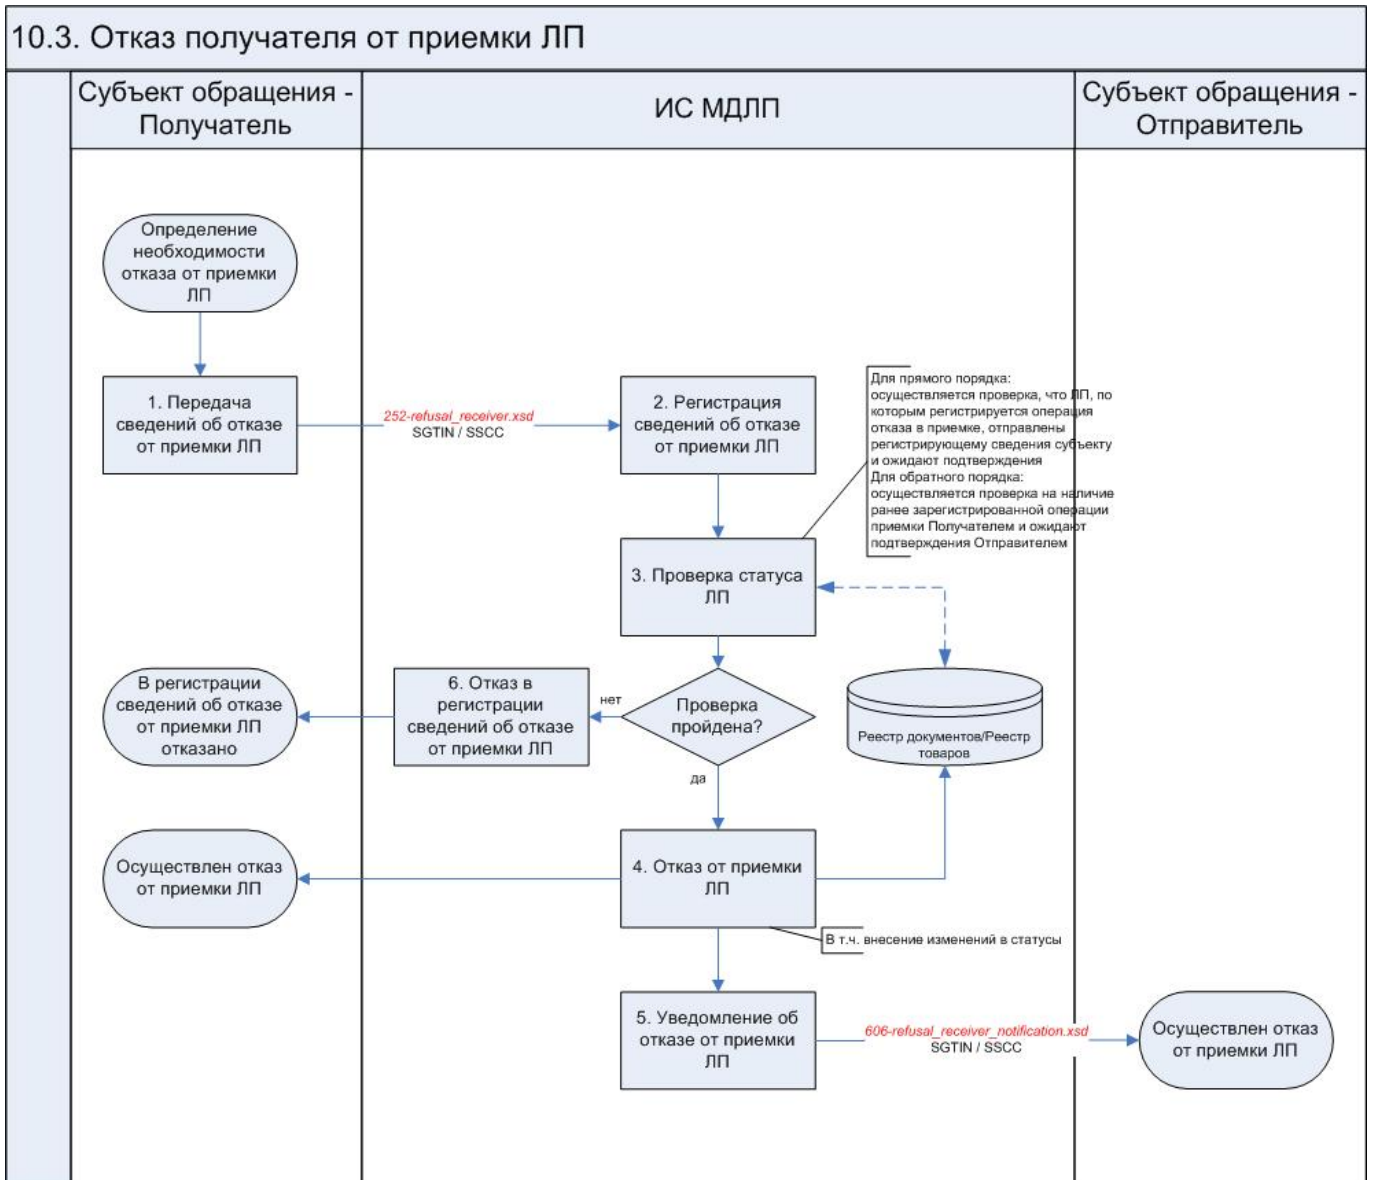 10.3. Отказ получателя от приемки ЛП
Субъект обращения -
Получатель
ИС МДЛП
Субъект обращения -
Отправитель
Определение
необходимости
отказа от приемки
ЛП
1. Передача
сведений об отказе
от приемки ЛП
252-refusal_receiver.xsd
SGTIN / SSCC
2. Регистрация
сведений об отказе
от приемки ЛП
Для прямого порядка:
осуществляется проверка, что ЛП, по
которым регистрируется операция
отказа в приемке, отправлены
регистрирующему сведения субъекту
и ожидают подтверждения
Для обратного порядка:
осуществляется проверка на наличие
ранее зарегистрированной операции
приемки Получателем и ожидают
подтверждения Отправителем
3. Проверка статуса
ЛП
В регистрации
сведений об отказе
от приемки ЛП
отказано
6. Отказ в
регистрации
сведений об отказе
от приемки ЛП
нет
Проверка
пройдена?
Реестр документов/Реестр
товаров
да
Осуществлен отказ
от приемки ЛП
4. Отказ от приемки
ЛП
В т.ч. внесение изменений в статусы
5. Уведомление об
отказе от приемки
ЛП
606-refusal_receiver_notification.xsd
SGTIN / SSCC
Осуществлен отказ
от приемки ЛП